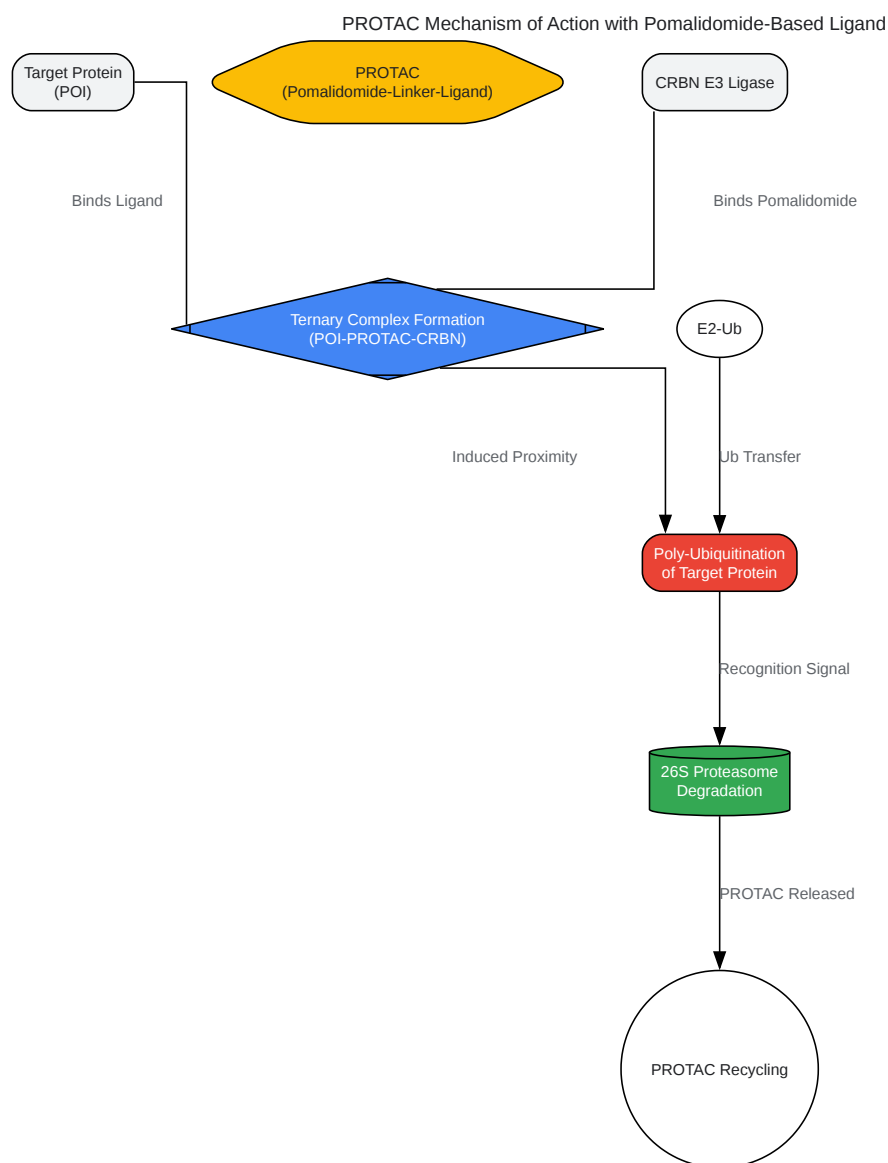 PROTAC Mechanism of Action with Pomalidomide-Based Ligand
Target Protein
(POI)
PROTAC
(Pomalidomide-Linker-Ligand)
CRBN E3 Ligase
Binds Ligand
Binds Pomalidomide
Ternary Complex Formation
(POI-PROTAC-CRBN)
E2-Ub
Induced Proximity
Ub Transfer
Poly-Ubiquitination
of Target Protein
Recognition Signal
26S Proteasome
Degradation
PROTAC Released
PROTAC Recycling